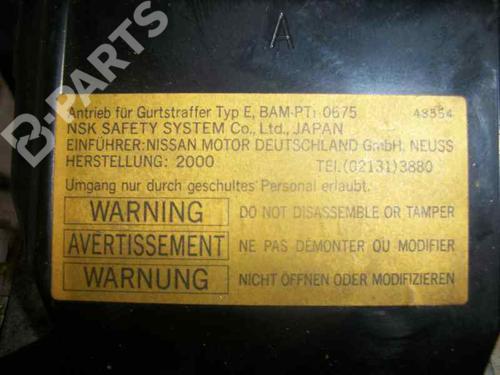 A
B-PARTS
Antrieb für Gurtstraffer Typ E, BAM-PT: 0675 48554
NSK SAFETY SYSTEM Co., Ltd., JAPAN
EINFÜHRER: NISSAN MOTOR DEUTSCHLAND GmbH. NEUSS
HERSTELLUNG: 2000 TEL(02131)3880
Umgang nur durch geschultes Personal erlaubt.
WARNING DO NOT DISASSEMBLE OR TAMPER
AVERTISSEMENT NE PAS DEMONTER OU MODIFIER
WARNUNG NICHT ÖFFNEN ODER MODIFIZIEREN
B-PARTS